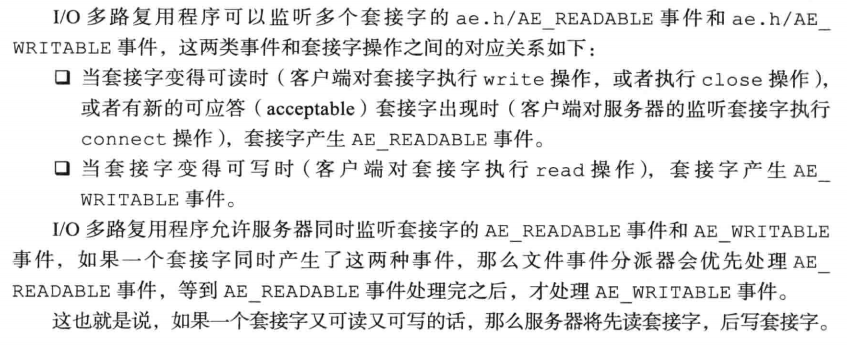 I/O 多路复用程序可以监听多个套接字的 ae.h/AE_READABLE 事件和 ae.h/AE_
WRITABLE 事件，这两类事件和套接字操作之间的对应关系如下：
❏ 当套接字变得可读时（客户端对套接字执行 write 操作，或者执行 close 操作），
或者有新的可应答（acceptable）套接字出现时（客户端对服务器的监听套接字执行
connect 操作），套接字产生 AE_READABLE 事件。
❏ 当套接字变得可写时（客户端对套接字执行 read 操作），套接字产生 AE_
WRITABLE 事件。
I/O 多路复用程序允许服务器同时监听套接字的 AE_READABLE 事件和 AE_WRITABLE
事件，如果一个套接字同时产生了这两种事件，那么文件事件分派器会优先处理 AE_
READABLE 事件，等到 AE_READABLE 事件处理完之后，才处理 AE_WRITABLE 事件。
这也就是说，如果一个套接字又可读又可写的话，那么服务器将先读套接字，后写套接字。